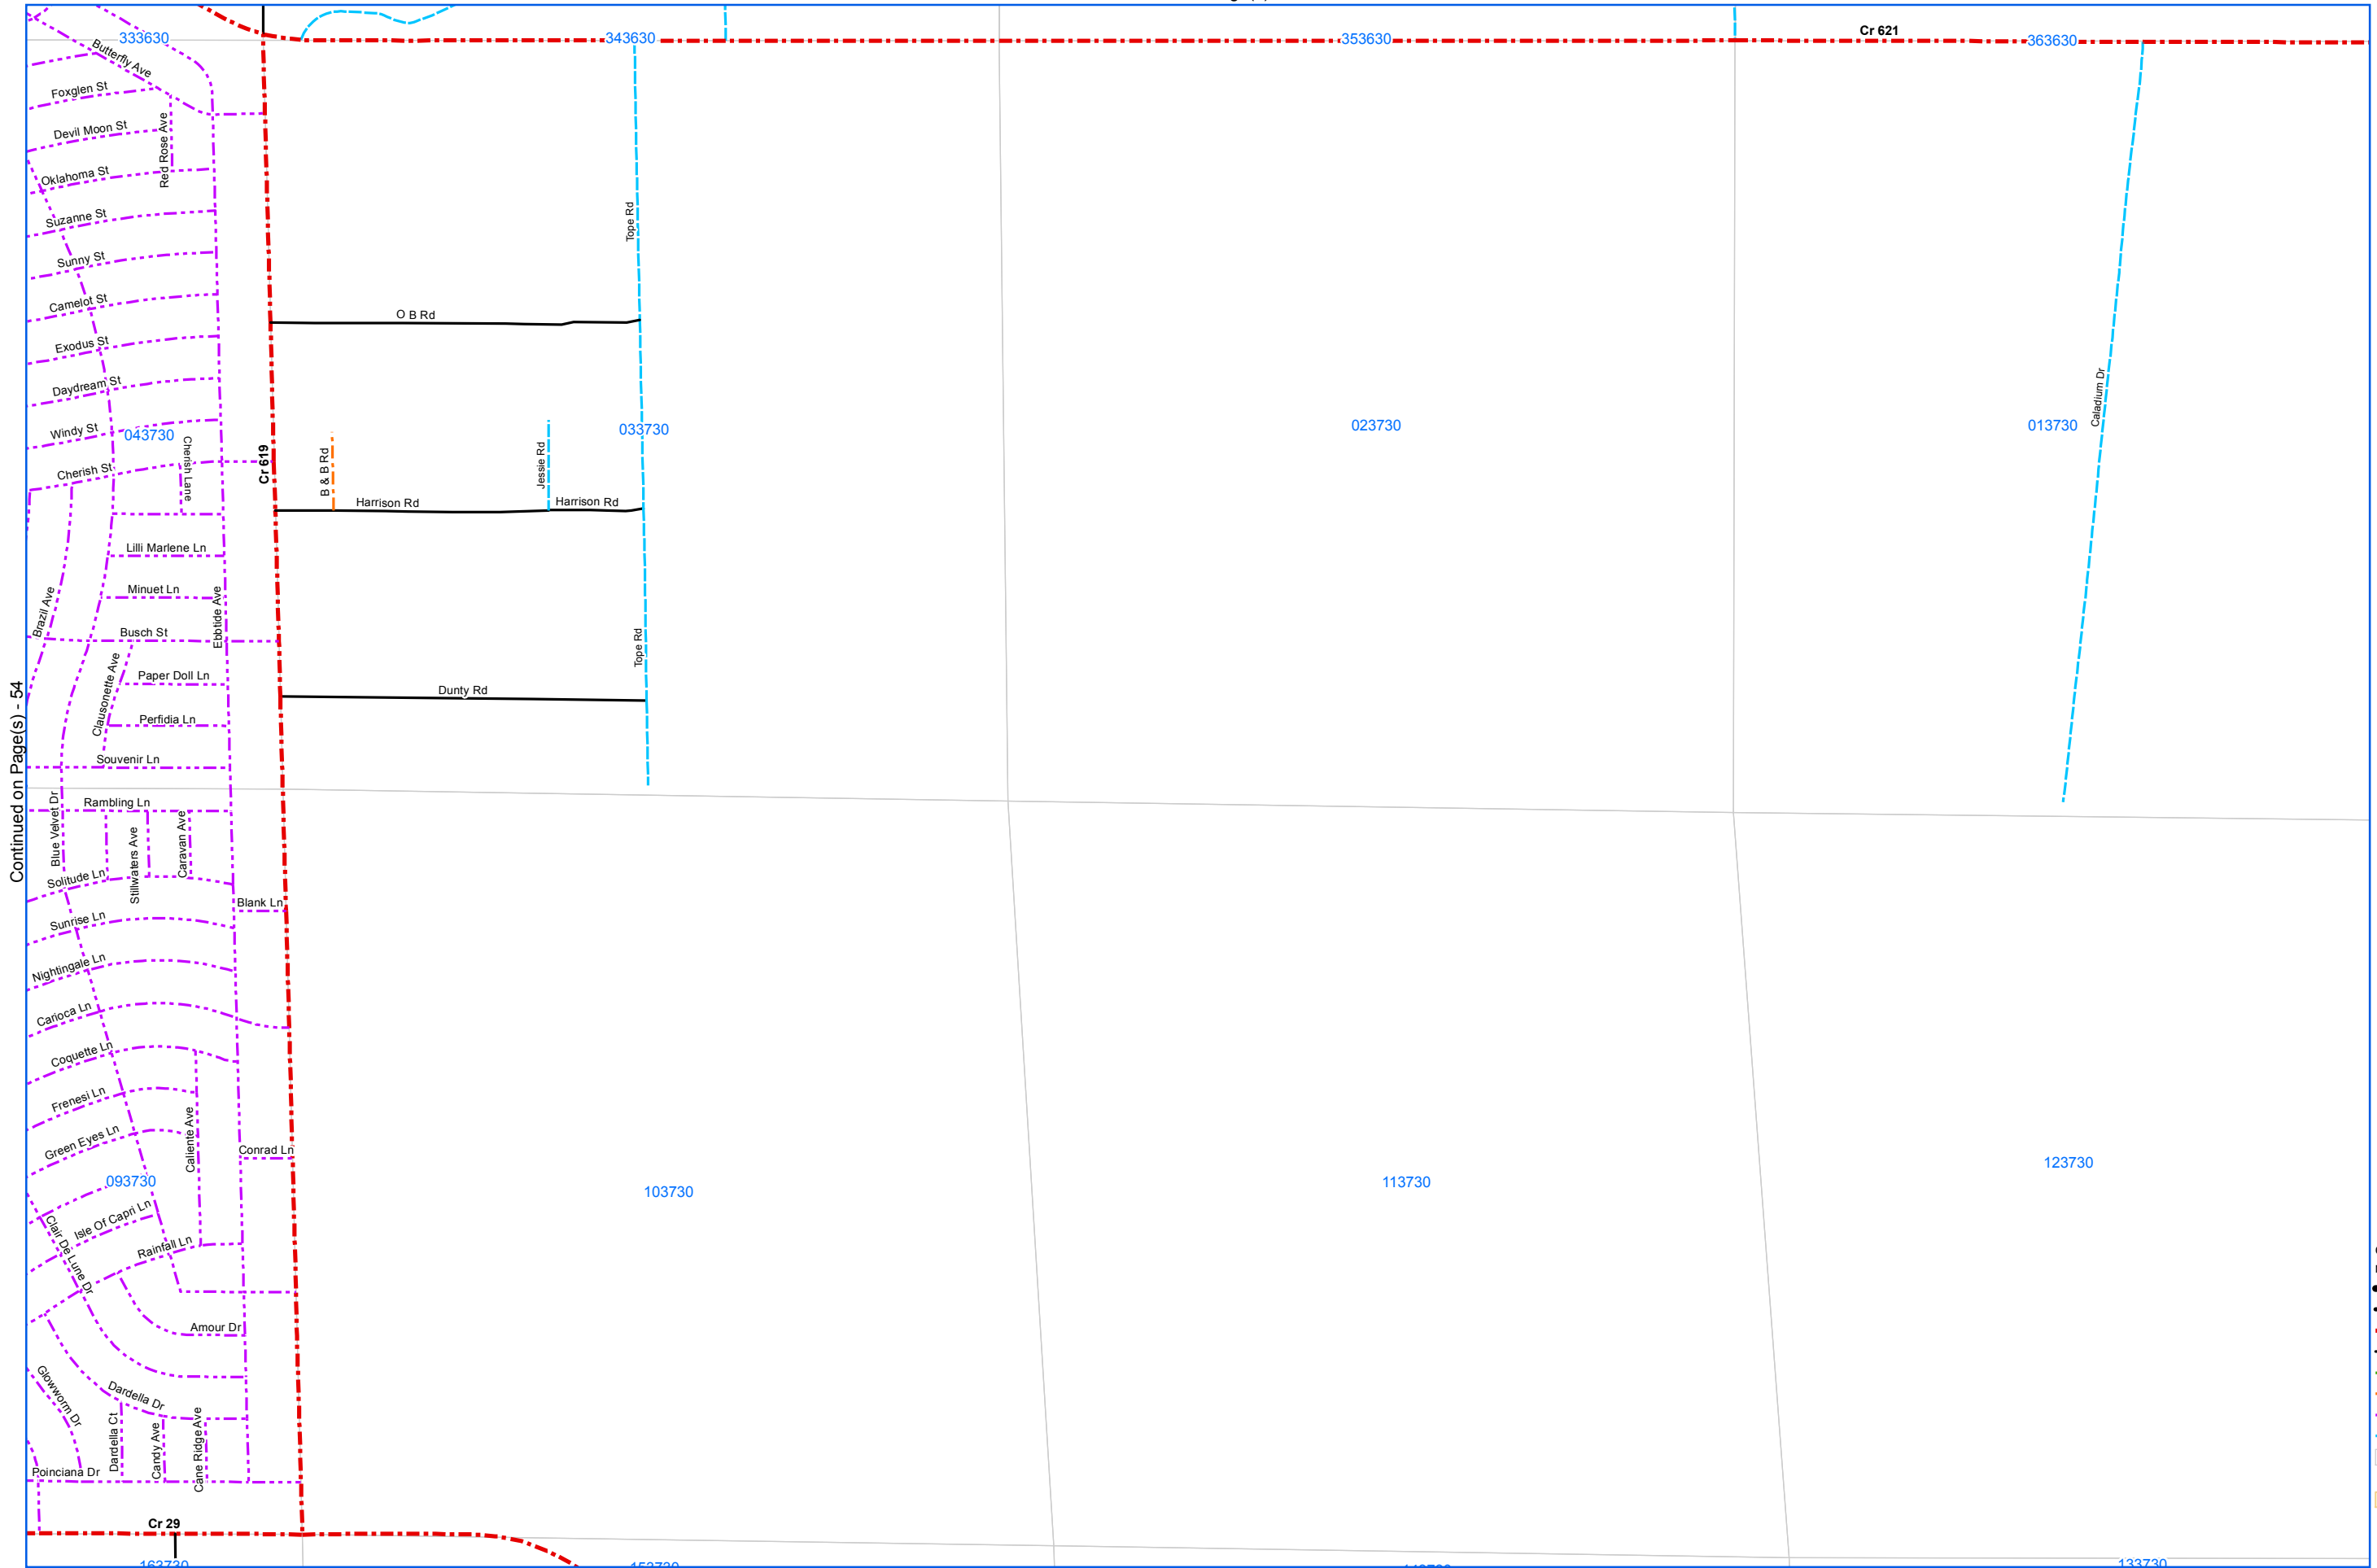 333630
343630
353630
Cr 621
363630
Butterfly Ave
Foxglen St
Devil Moon St
Red Rose Ave
Oklahoma St
Suzanne St
Tope Rd
Sunny St
Camelot St
O B Rd
Exodus St
Daydream St
Caladium Dr
Windy St
043730
033730
023730
013730
Cherish St
Cherish Lane
Cr 619
B & B Rd
Jessie Rd
Harrison Rd
Harrison Rd
Lilli Marlene Ln
Minuet Ln
Brazil Ave
Ebbtide Ave
Busch St
Tope Rd
Clausonette Ave
Paper Doll Ln
Dunty Rd
Perfidia Ln
Continued on Page(s) - 54
Souvenir Ln
Rambling Ln
Blue Velvet Dr
Stillwaters Ave
Caravan Ave
Solitude Ln
Blank Ln
Sunrise Ln
Nightingale Ln
Carioca Ln
Coquette Ln
Frenesi Ln
Green Eyes Ln
Caliente Ave
Conrad Ln
093730
103730
113730
123730
Isle Of Capri Ln
Clair De Lune Dr
Rainfall Ln
Amour Dr
Glowworm Dr
Dardella Dr
Dardella Ct
Candy Ave
Cane Ridge Ave
Poinciana Dr
Cr 29
163730
133730